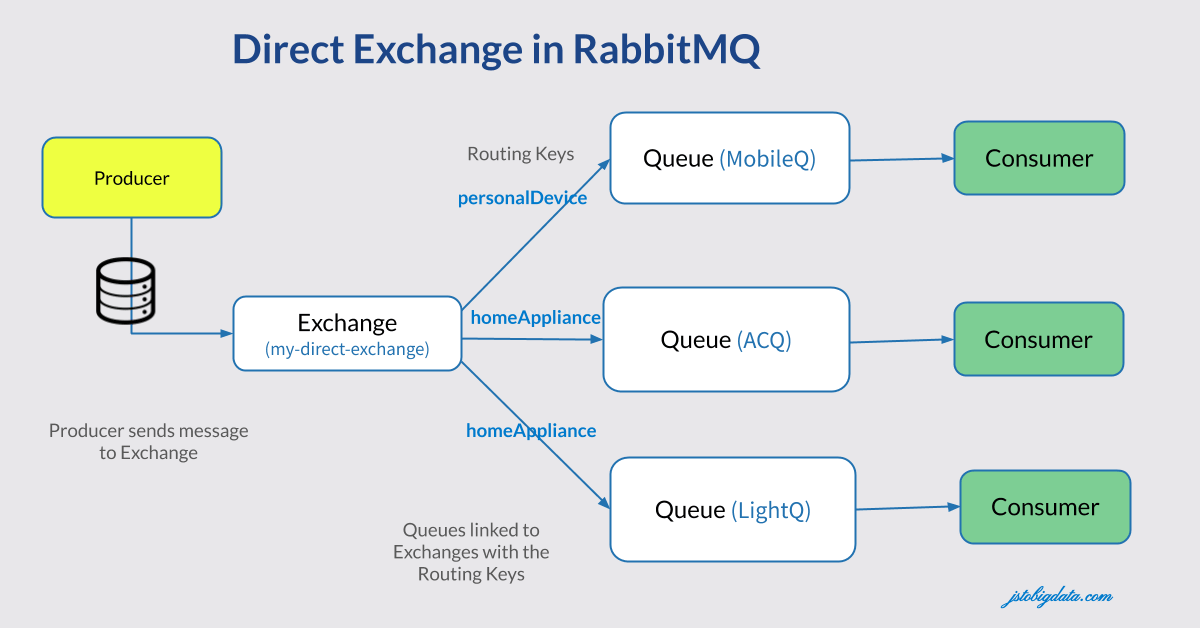 Direct Exchange in RabbitMQ
Producer
Routing Keys
personalDevice
Queue (MobileQ)
Consumer
Exchange
(my-direct-exchange)
homeAppliance
Queue (ACQ)
Consumer
Producer sends message
to Exchange
homeAppliance
Queue (LightQ)
Consumer
Queues linked to
Exchanges with the
Routing Keys
jstobigdata.com